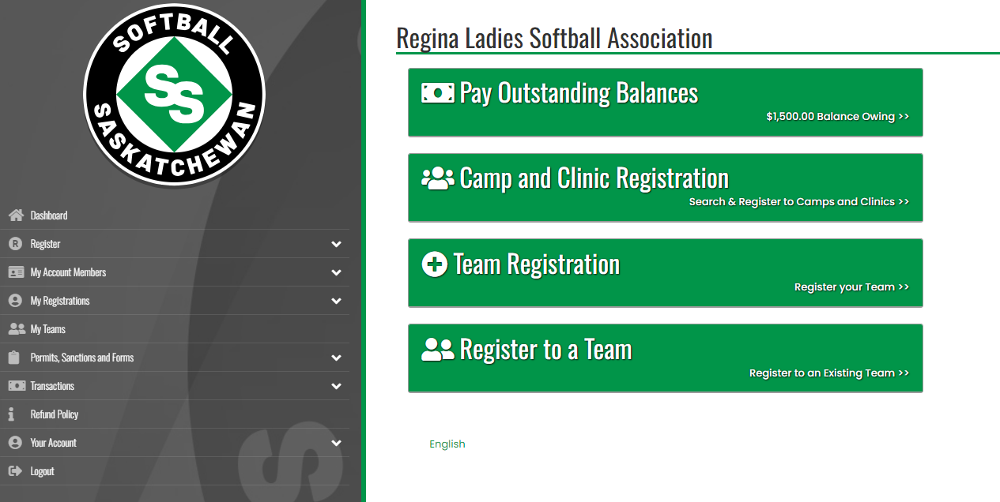 SOFTBALL
SS
SASKATCHEWAN
Dashboard
R Register
My Account Members
My Registrations
My Teams
Permits, Sanctions and Forms
Transactions
Refund Policy
Your Account
Logout
Regina Ladies Softball Association
Pay Outstanding Balances
$1,500.00 Balance Owing >>
Camp and Clinic Registration
Search & Register to Camps and Clinics >>
Team Registration
Register your Team >>
Register to a Team
Register to an Existing Team >>
English